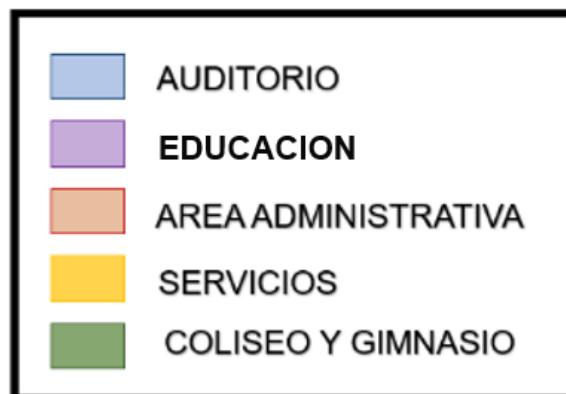 AUDITORIO
EDUCACION
AREA ADMINISTRATIVA
SERVICIOS
COLISEO Y GIMNASIO